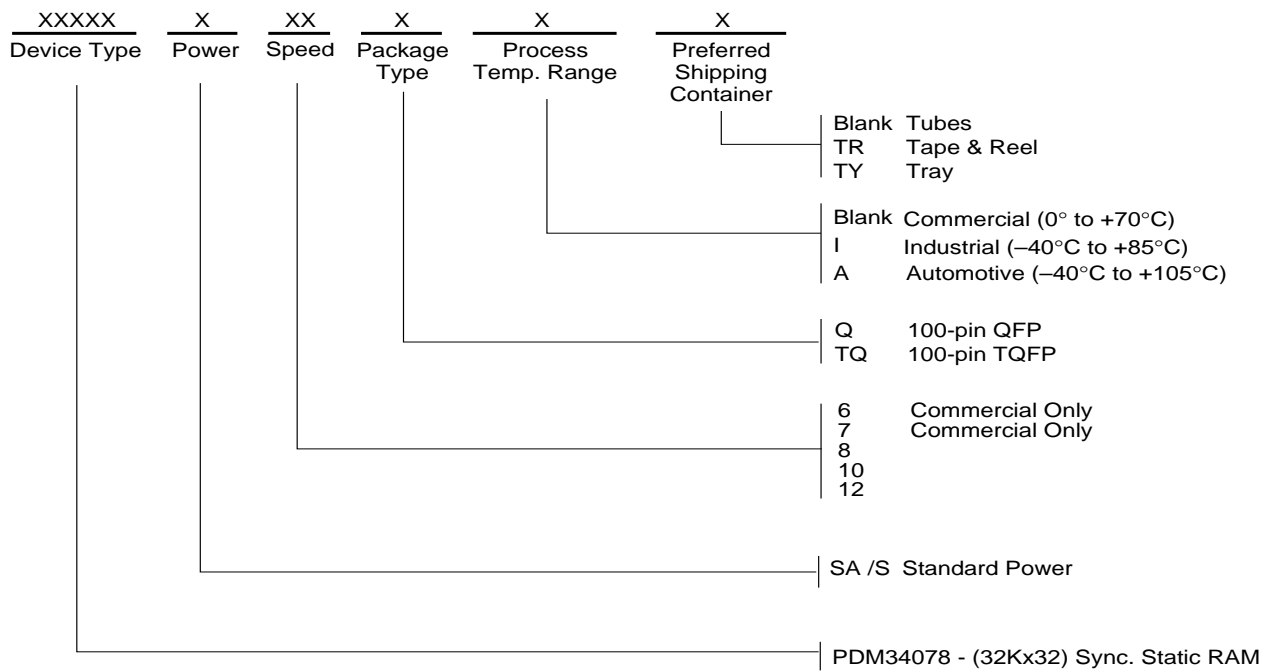 XXXXX X XX X X X
Device Type Power Speed Package Type Process Temp. Range Preferred Shipping Container
Blank Tubes
TR Tape & Reel
TY Tray
Blank Commercial (0° to +70°C)
I Industrial (–40°C to +85°C)
A Automotive (–40°C to +105°C)
Q 100-pin QFP
TQ 100-pin TQFP
6 Commercial Only
7 Commercial Only
8
10
12
SA /S Standard Power
PDM34078 - (32Kx32) Sync. Static RAM